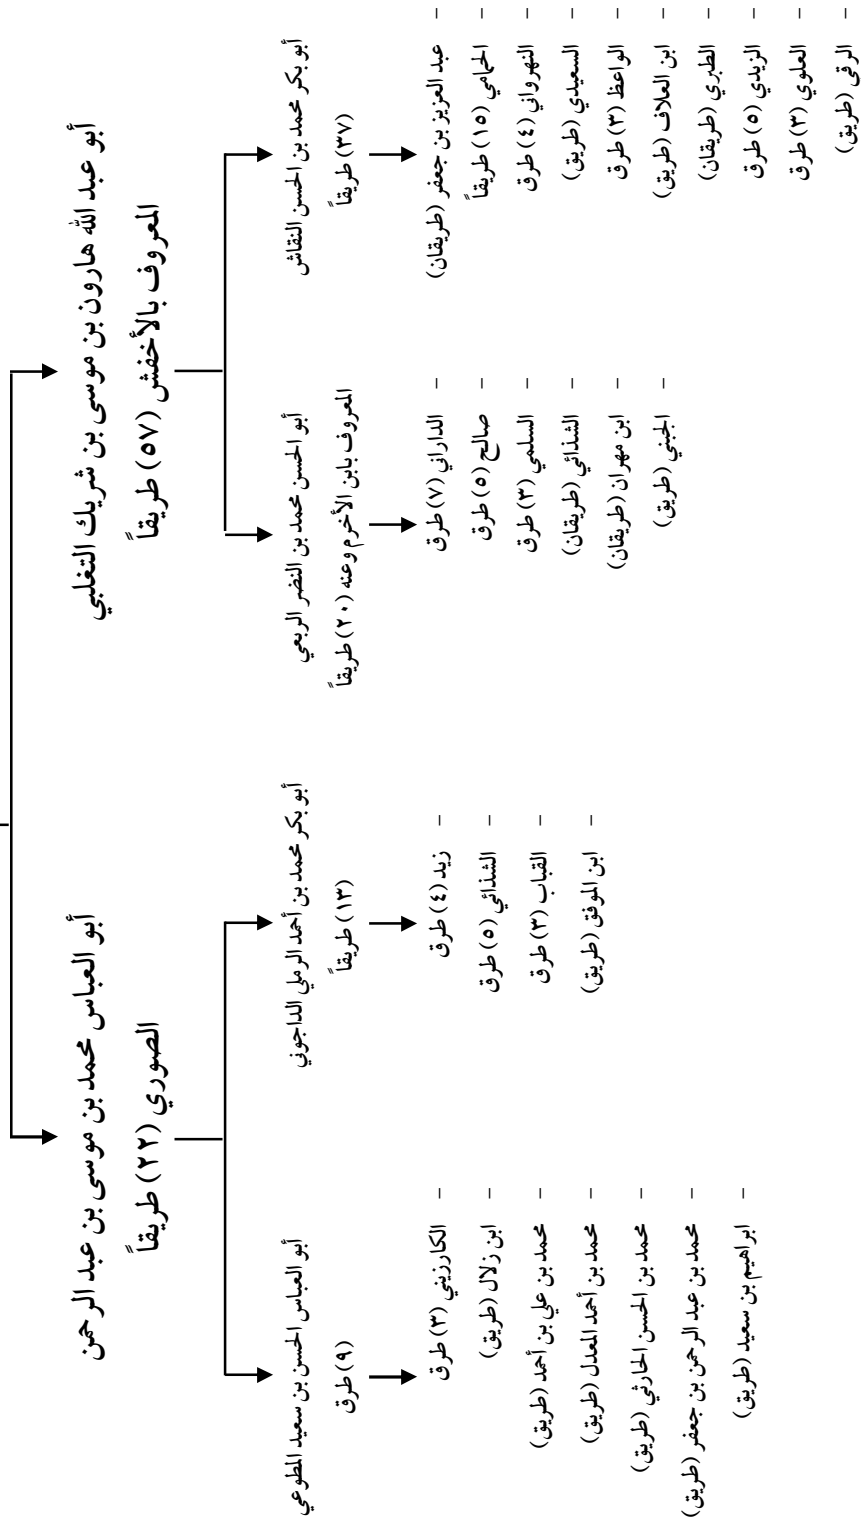 أبو عبد الله هارون بن موسى بن شريك التغلبي
المعروف بالأخفش (٥٧) طريقاً
أبو العباس محمد بن موسى بن عبد الرحمن
الصوري (٢٢) طريقاً
أبو بكر محمد بن الحسن النقاش
(٣٧) طريقاً
أبو الحسن محمد بن النضر الربعي
المعروف بابن الأخرم وعنه (٢٠) طريقاً
أبو بكر محمد بن أحمد الرملي الداجوني
(١٣) طريقاً
أبو العباس الحسن بن سعيد المطوعي
(٩) طرق
- عبد العزيز بن جعفر (طريقان)
- الحمامي (١٥) طريقاً
- النهرواني (٤) طرق
- السعيدي (طريق)
- الواعظ (٣) طرق
- ابن العلاف (طريق)
- الطبري (طريقان)
- الزيدي (٥) طرق
- العلوي (٣) طرق
- الرقي (طريق)
- الداراني (٧) طرق
- صالح (٥) طرق
- السلمي (٣) طرق
- الشذائي (طريقان)
- ابن مهران (طريقان)
- الجبني (طريق)
- زيد (٤) طرق
- الشذائي (٥) طرق
- القباب (٣) طرق
- ابن الموفق (طريق)
- الكارزيني (٣) طرق
- ابن زلال (طريق)
- محمد بن علي بن أحمد (طريق)
- محمد بن أحمد المعدل (طريق)
- محمد بن الحسن الحارثي (طريق)
- محمد بن عبد الرحمن بن جعفر (طريق)
- ابراهيم بن سعيد (طريق)